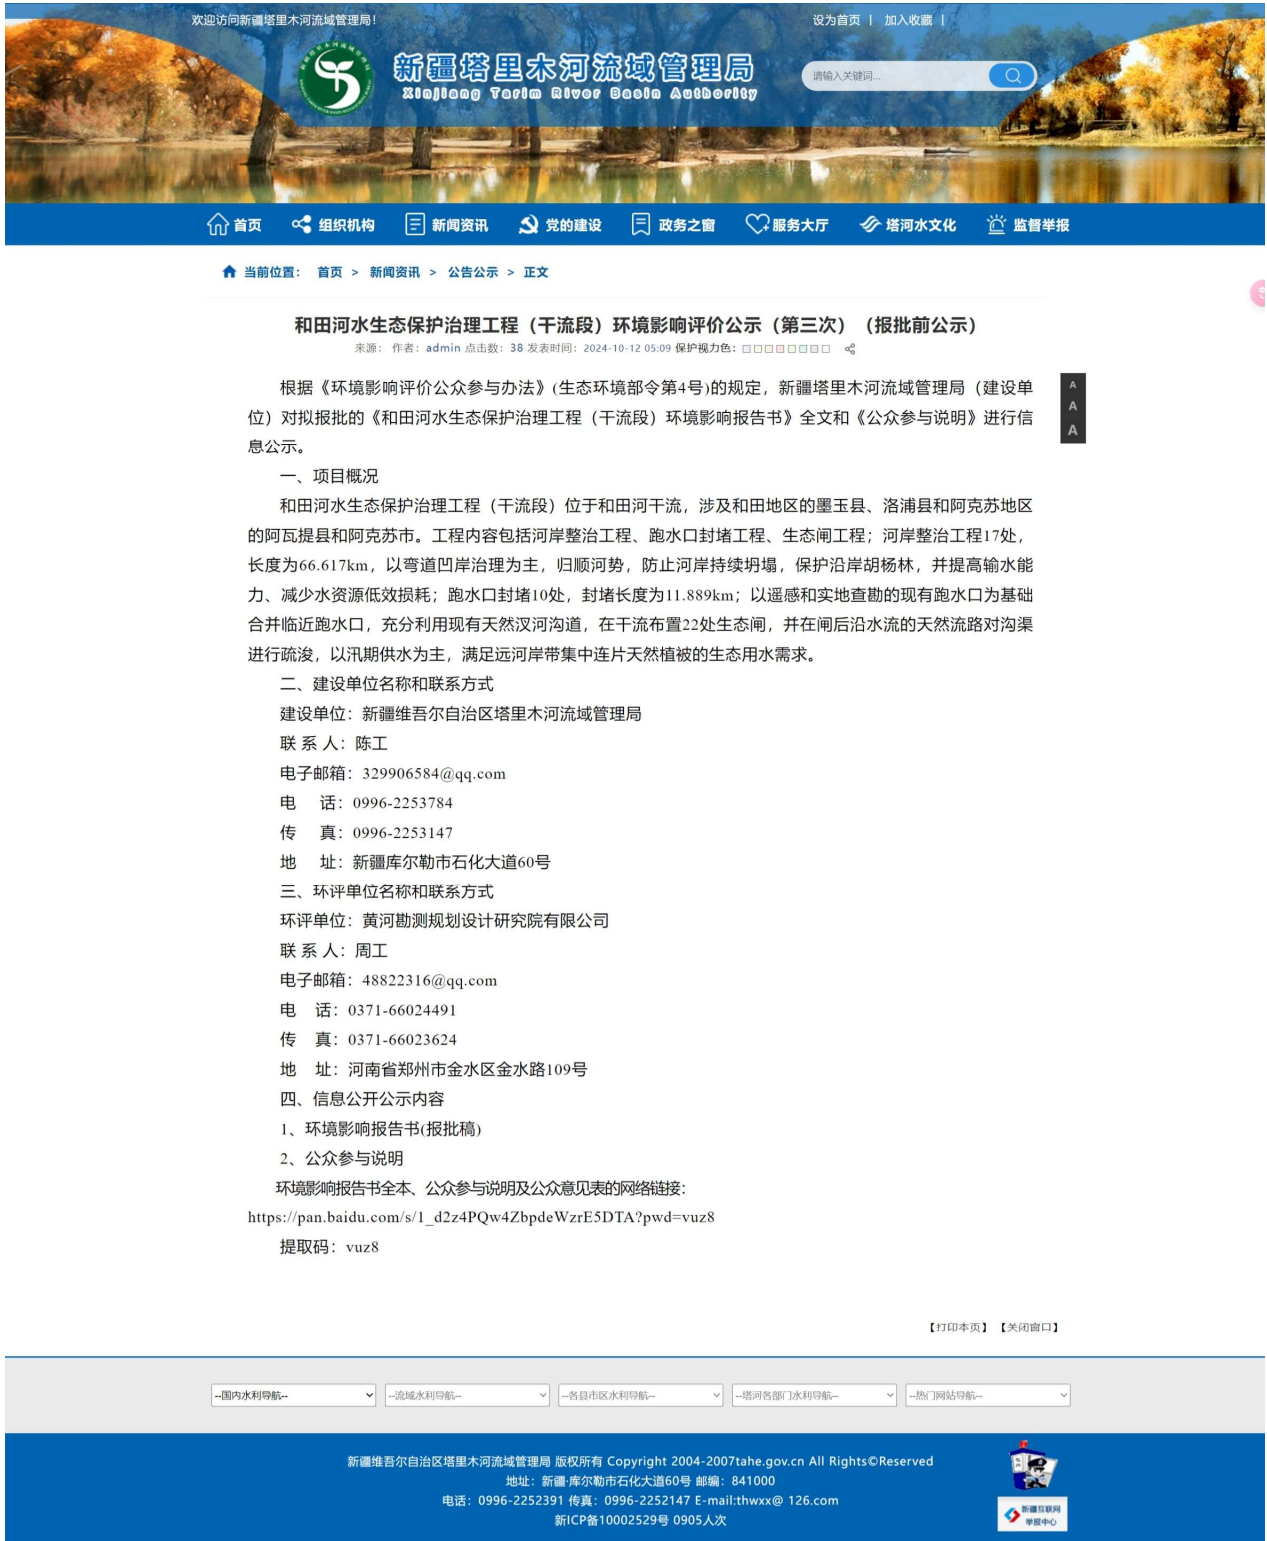 欢迎访问新疆塔里木河流域管理局!
设为首页 | 加入收藏 |
新疆塔里木河流域管理局
Xinjiang Tarim River Basin Authority
请输入关键词...
首页 组织机构 新闻资讯 党的建设 政务之窗 服务大厅 塔河水文化 监督举报
当前位置: 首页 > 新闻资讯 > 公告公示 > 正文
和田河水生态保护治理工程（干流段）环境影响评价公示（第三次）（报批前公示）
来源: 作者: admin 点击数: 38 发表时间: 2024-10-12 05:09 保护视力色:
A
A
A
根据《环境影响评价公众参与办法》(生态环境部令第4号)的规定，新疆塔里木河流域管理局（建设单
位）对拟报批的《和田河水生态保护治理工程（干流段）环境影响报告书》全文和《公众参与说明》进行信
息公示。
一、项目概况
和田河水生态保护治理工程（干流段）位于和田河干流，涉及和田地区的墨玉县、洛浦县和阿克苏地区
的阿瓦提县和阿克苏市。工程内容包括河岸整治工程、跑水口封堵工程、生态闸工程；河岸整治工程17处，
长度为66.617km，以弯道凹岸治理为主，归顺河势，防止河岸持续坍塌，保护沿岸胡杨林，并提高输水能
力、减少水资源低效损耗；跑水口封堵10处，封堵长度为11.889km；以遥感和实地查勘的现有跑水口为基础
合并临近跑水口，充分利用现有天然汊河沟道，在干流布置22处生态闸，并在闸后沿水流的天然流路对沟渠
进行疏浚，以汛期供水为主，满足远河岸带集中连片天然植被的生态用水需求。
二、建设单位名称和联系方式
建设单位：新疆维吾尔自治区塔里木河流域管理局
联 系 人：陈工
电子邮箱：329906584@qq.com
电 话：0996-2253784
传 真：0996-2253147
地 址：新疆库尔勒市石化大道60号
三、环评单位名称和联系方式
环评单位：黄河勘测规划设计研究院有限公司
联 系 人：周工
电子邮箱：48822316@qq.com
电 话：0371-66024491
传 真：0371-66023624
地 址：河南省郑州市金水区金水路109号
四、信息公开公示内容
1、环境影响报告书(报批稿)
2、公众参与说明
环境影响报告书全本、公众参与说明及公众意见表的网络链接：
https://pan.baidu.com/s/1_d2z4PQw4ZbpdeWzrE5DTA?pwd=vuz8
提取码：vuz8
【打印本页】 【关闭窗口】
--国内水利导航-- --流域水利导航-- --各县市区水利导航-- --塔河各部门水利导航-- --热门网站导航--
新疆维吾尔自治区塔里木河流域管理局 版权所有 Copyright 2004-2007tahe.gov.cn All Rights©Reserved
地址：新疆·库尔勒市石化大道60号 邮编：841000
电话：0996-2252391 传真：0996-2252147 E-mail:thwxx@ 126.com
新ICP备10002529号 0905人次
新疆互联网
举报中心